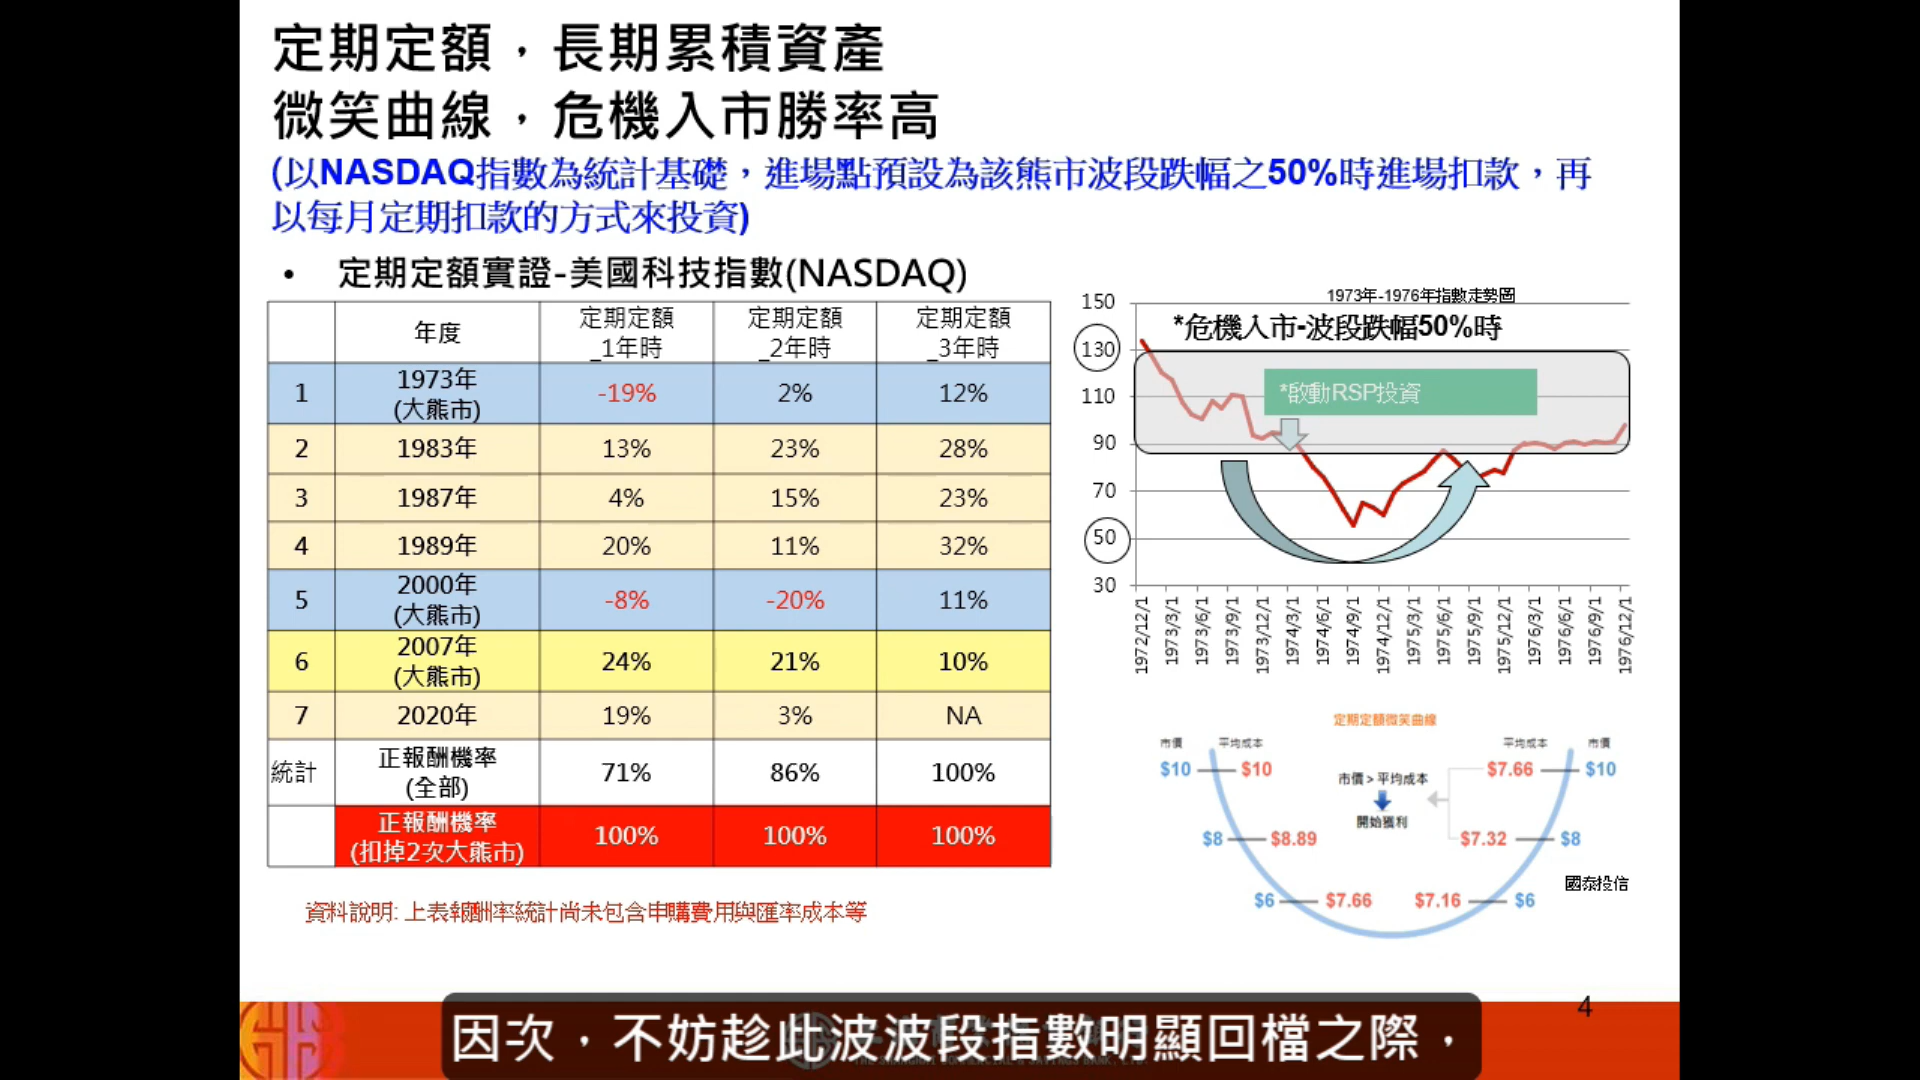 定期定額，長期累積資產
微笑曲線，危機入市勝率高
(以NASDAQ指數為統計基礎，進場點預設為該熊市波段跌幅之50%時進場扣款，再
以每月定期扣款的方式來投資)
• 定期定額實證-美國科技指數(NASDAQ)
年度 定期定額_1年時 定期定額_2年時 定期定額_3年時
1 1973年(大熊市) -19% 2% 12%
2 1983年 13% 23% 28%
3 1987年 4% 15% 23%
4 1989年 20% 11% 32%
5 2000年(大熊市) -8% -20% 11%
6 2007年(大熊市) 24% 21% 10%
7 2020年 19% 3% NA
統計 正報酬機率(全部) 71% 86% 100%
正報酬機率(扣掉2次大熊市) 100% 100% 100%
資料說明: 上表報酬率統計尚未包含申購費用與匯率成本等
1973年-1976年指數走勢圖
*危機入市-波段跌幅50%時
*啟動RSP投資
150
130
110
90
70
50
30
1972/12/1 1973/3/1 1973/6/1 1973/9/1 1973/12/1 1974/3/1 1974/6/1 1974/9/1 1974/12/1 1975/3/1 1975/6/1 1975/9/1 1975/12/1 1976/3/1 1976/6/1 1976/9/1 1976/12/1
定期定額微笑曲線
市價 平均成本 平均成本 市價
$10 $10 $7.66 $10
市價 > 平均成本
開始獲利
$8 $8.89 $7.32 $8
$6 $7.66 $7.16 $6
國泰投信
4
因次，不妨趁此波波段指數明顯回檔之際，